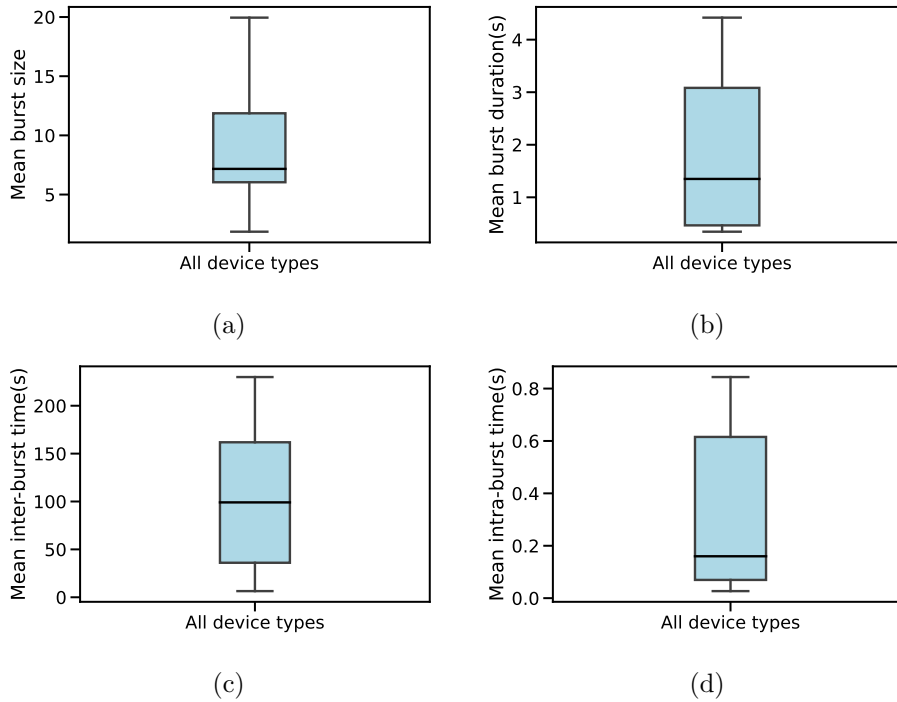 Mean burst size
20
15
10
5
All device types
(a)
Mean burst duration(s)
4
3
2
1
All device types
(b)
Mean inter-burst time(s)
200
150
100
50
0
All device types
(c)
Mean intra-burst time(s)
0.8
0.6
0.4
0.2
0.0
All device types
(d)